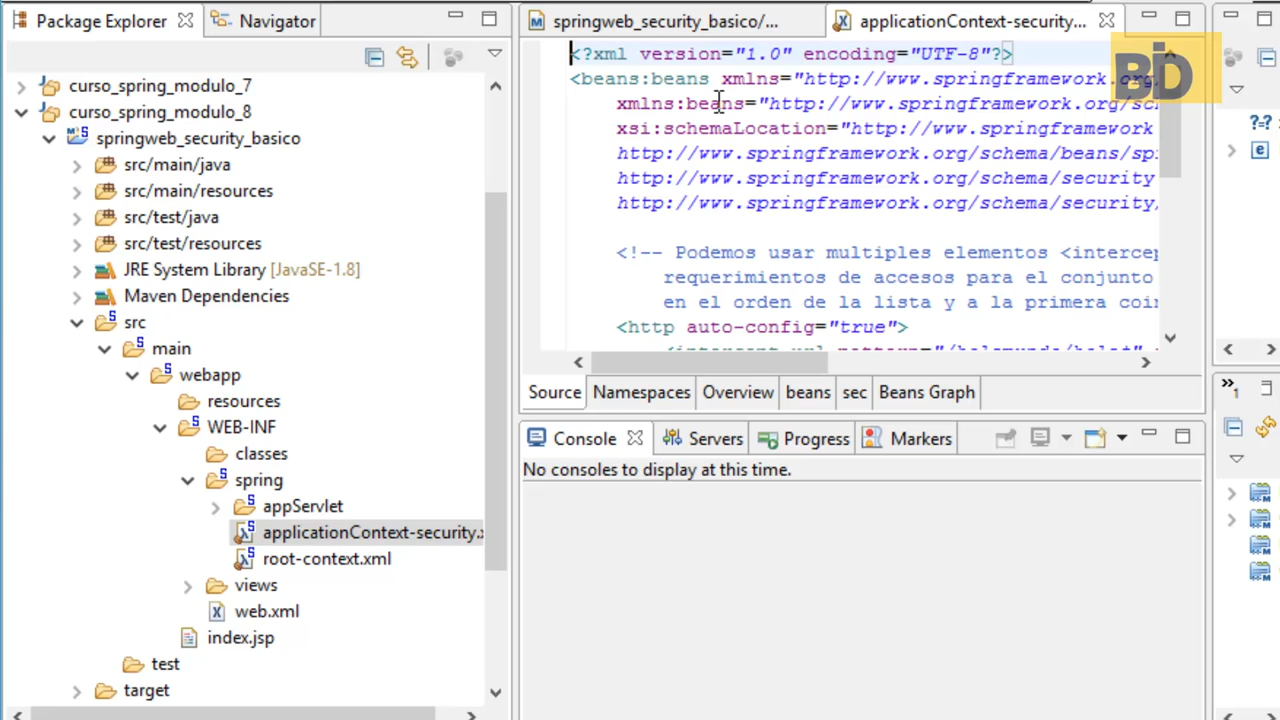 Package Explorer
Navigator
springweb_security_basico/...
applicationContext-security...
curso_spring_modulo_7
curso_spring_modulo_8
springweb_security_basico
src/main/java
src/main/resources
src/test/java
src/test/resources
JRE System Library [JavaSE-1.8]
Maven Dependencies
src
main
webapp
resources
WEB-INF
classes
spring
appServlet
applicationContext-security.
root-context.xml
views
web.xml
index.jsp
test
target
<?xml version="1.0" encoding="UTF-8"?>
<beans:beans xmlns="http://www.springframework.org/
xmlns:beans="http://www.springframework.org/sc
xsi:schemaLocation="http://www.springframework
http://www.springframework.org/schema/beans/sp
http://www.springframework.org/schema/security
http://www.springframework.org/schema/security
<!-- Podemos usar multiples elementos <intercep
requerimientos de accesos para el conjunto
en el orden de la lista y a la primera coi
<http auto-config="true">
BD
Source
Namespaces
Overview
beans
sec
Beans Graph
Console
Servers
Progress
Markers
No consoles to display at this time.
?=?
e
»1